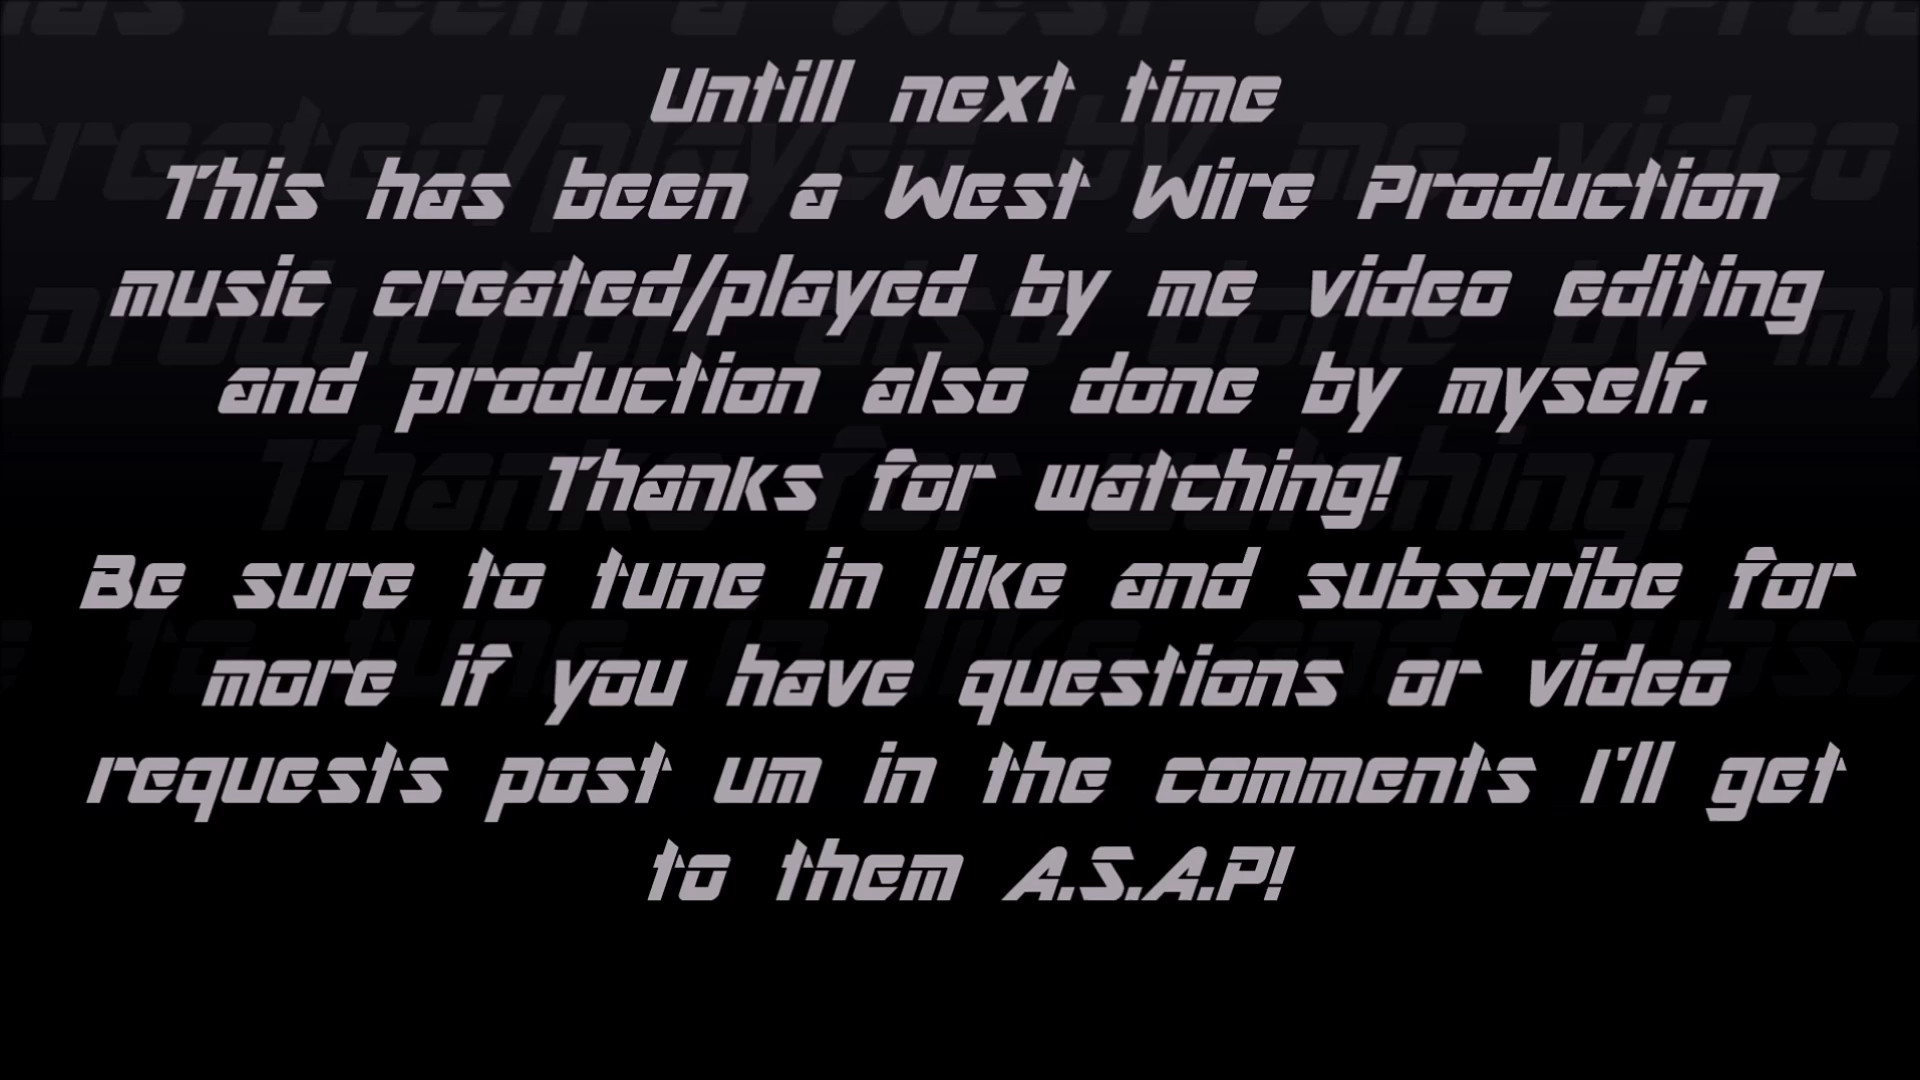 Untill next time
This has been a West Wire Production
music created/played by me video editing
and production also done by myself.
Thanks for watching!
Be sure to tune in like and subscribe for
more if you have questions or video
requests post um in the comments I'll get
to them A.S.A.P!